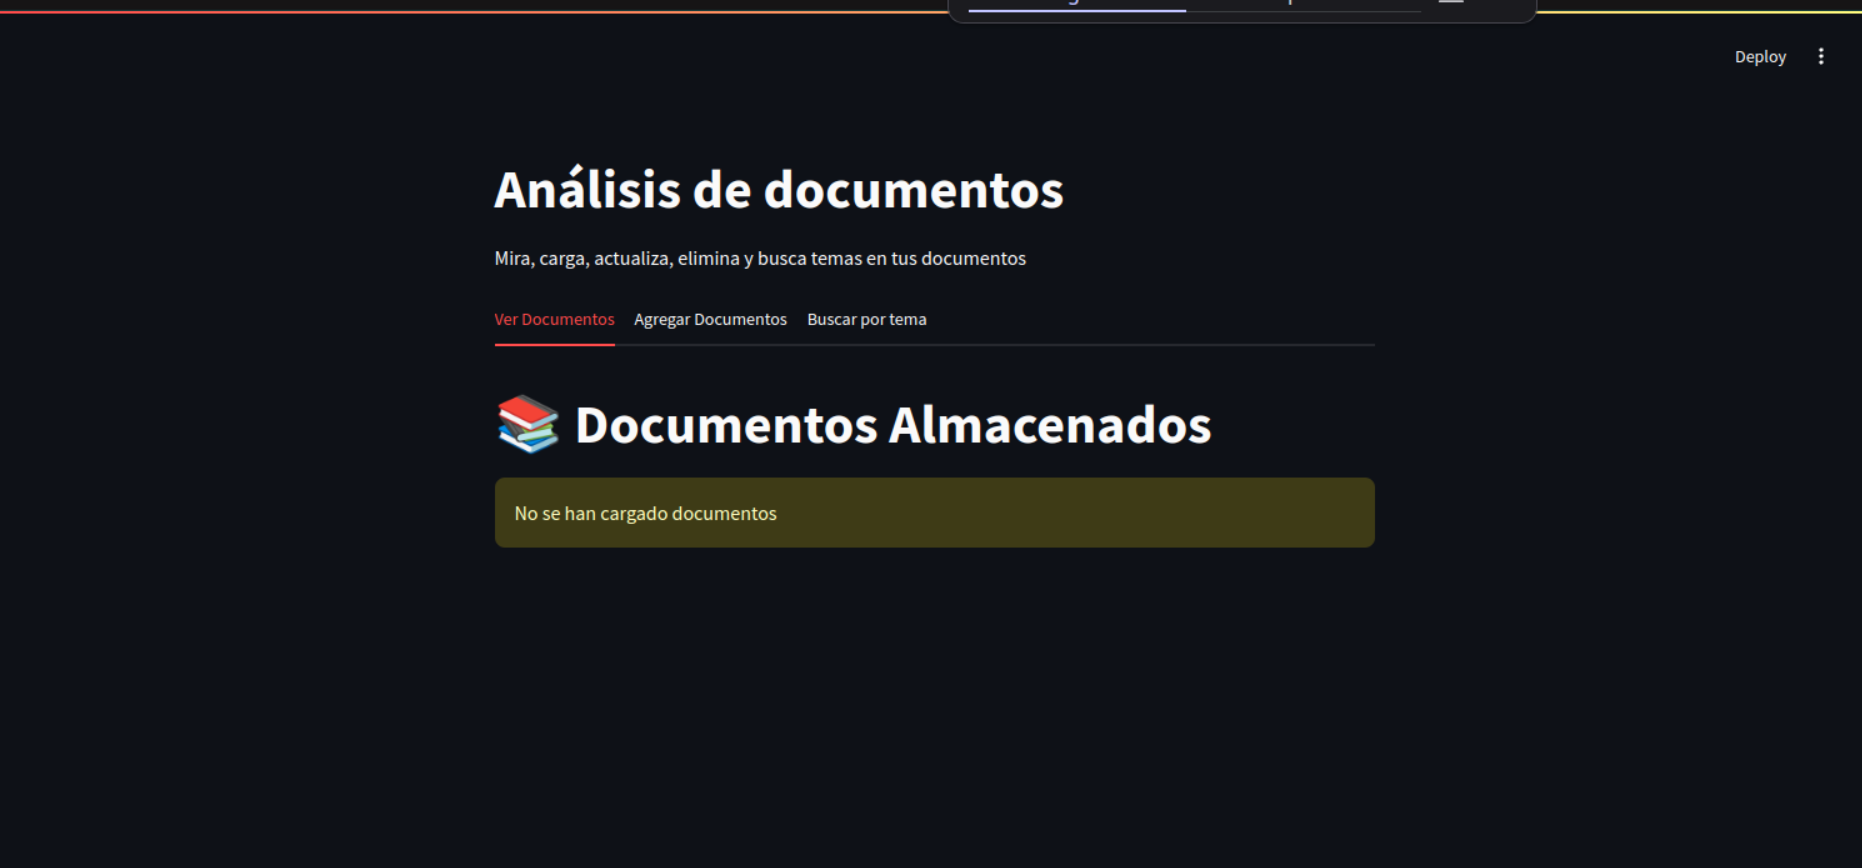 Deploy
Análisis de documentos
Mira, carga, actualiza, elimina y busca temas en tus documentos
Ver Documentos Agregar Documentos Buscar por tema
Documentos Almacenados
No se han cargado documentos